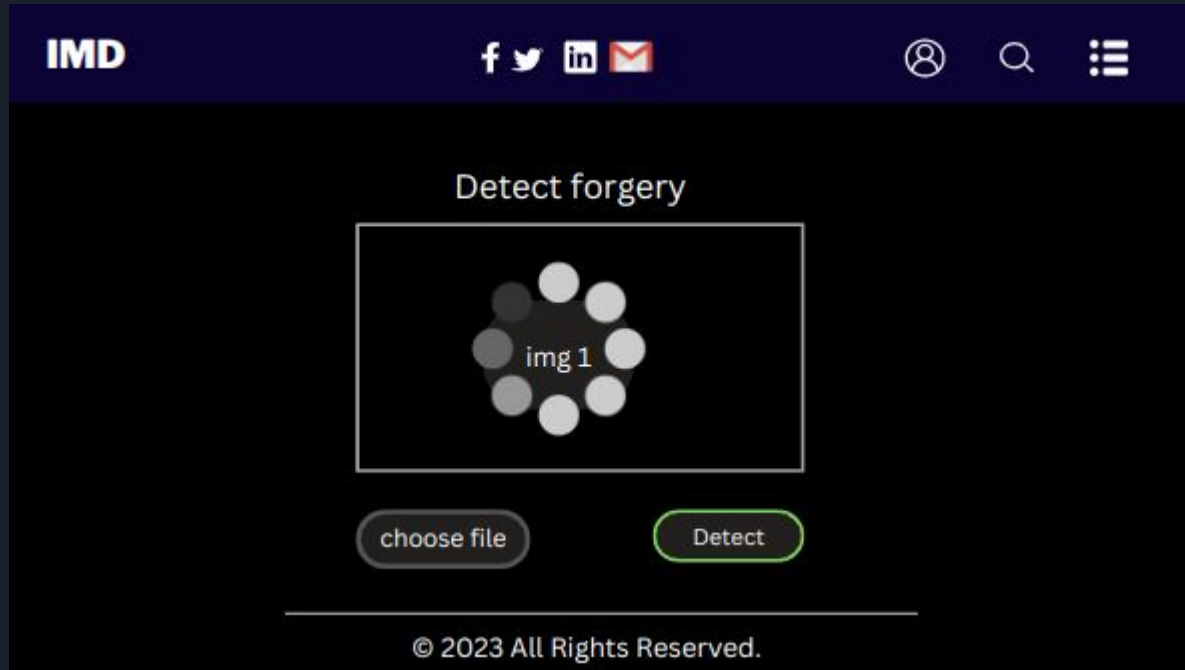 IMD
Detect forgery
img 1
choose file
Detect
© 2023 All Rights Reserved.